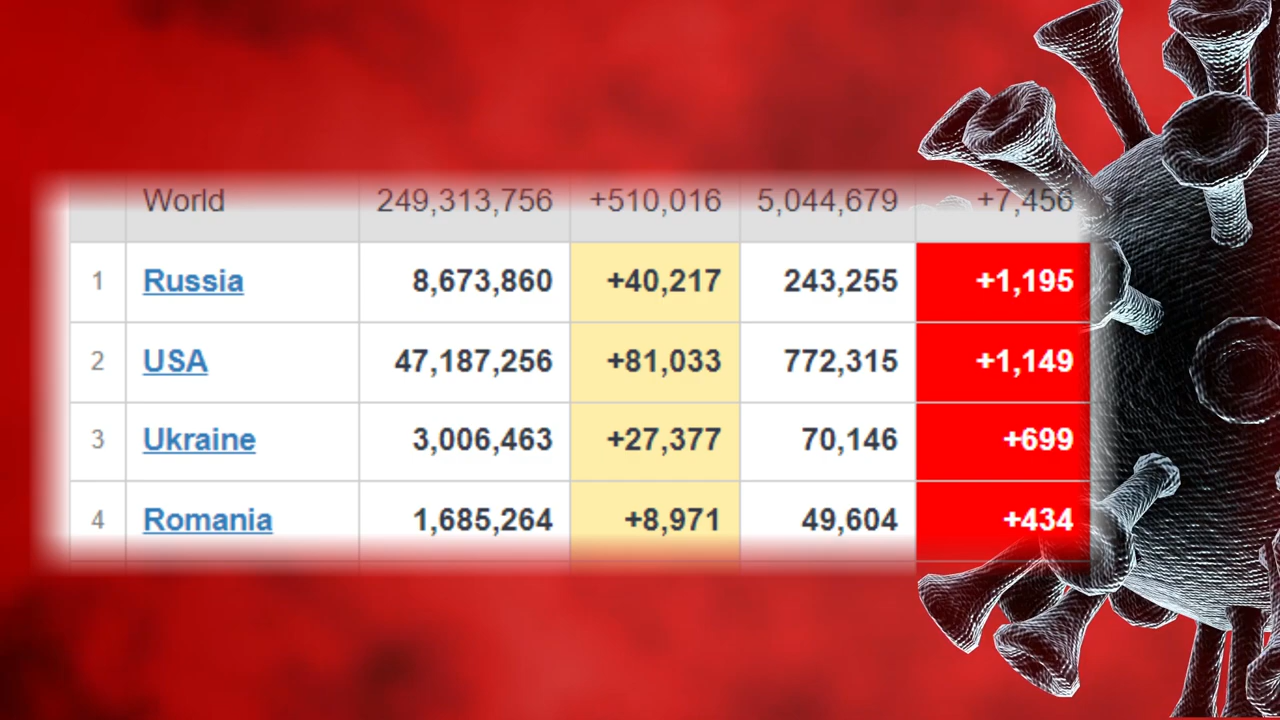 World 249,313,756 +510,016 5,044,679 +7,456
1 Russia 8,673,860 +40,217 243,255 +1,195
2 USA 47,187,256 +81,033 772,315 +1,149
3 Ukraine 3,006,463 +27,377 70,146 +699
4 Romania 1,685,264 +8,971 49,604 +434